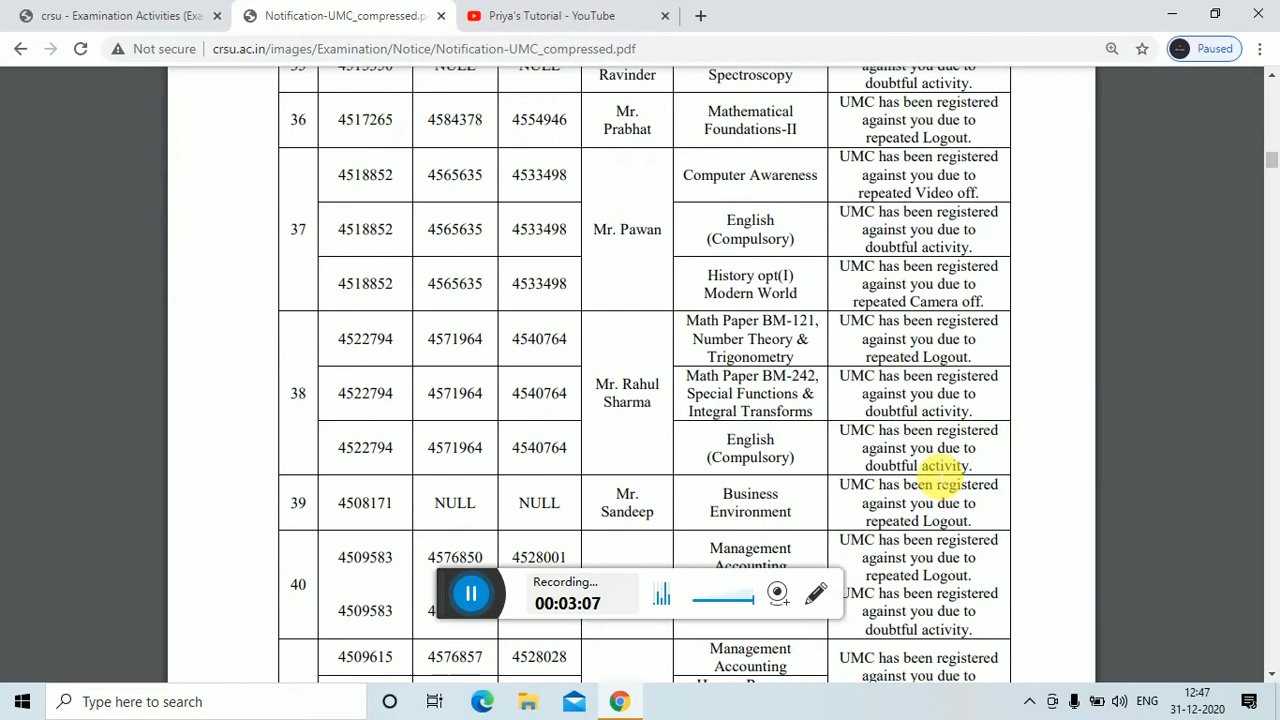 crsu - Examination Activities (Exa
Notification-UMC_compressed.p
Priya's Tutorial - YouTube
Not secure
crsu.ac.in/images/Examination/Notice/Notification-UMC_compressed.pdf
Paused
Ravinder
Spectroscopy
doubtful activity.
36 4517265 4584378 4554946 Mr. Prabhat Mathematical Foundations-II UMC has been registered against you due to repeated Logout.
37 4518852 4565635 4533498 Mr. Pawan Computer Awareness UMC has been registered against you due to repeated Video off.
4518852 4565635 4533498 English (Compulsory) UMC has been registered against you due to doubtful activity.
4518852 4565635 4533498 History opt(I) Modern World UMC has been registered against you due to repeated Camera off.
38 4522794 4571964 4540764 Mr. Rahul Sharma Math Paper BM-121, Number Theory & Trigonometry UMC has been registered against you due to repeated Logout.
4522794 4571964 4540764 Math Paper BM-242, Special Functions & Integral Transforms UMC has been registered against you due to doubtful activity.
4522794 4571964 4540764 English (Compulsory) UMC has been registered against you due to doubtful activity.
39 4508171 NULL NULL Mr. Sandeep Business Environment UMC has been registered against you due to repeated Logout.
40 4509583 4576850 4528001 Management Accounting UMC has been registered against you due to repeated Logout.
4509583 UMC has been registered against you due to doubtful activity.
4509615 4576857 4528028 Management Accounting UMC has been registered against you due to
Recording...
00:03:07
Type here to search
ENG
12:47
31-12-2020